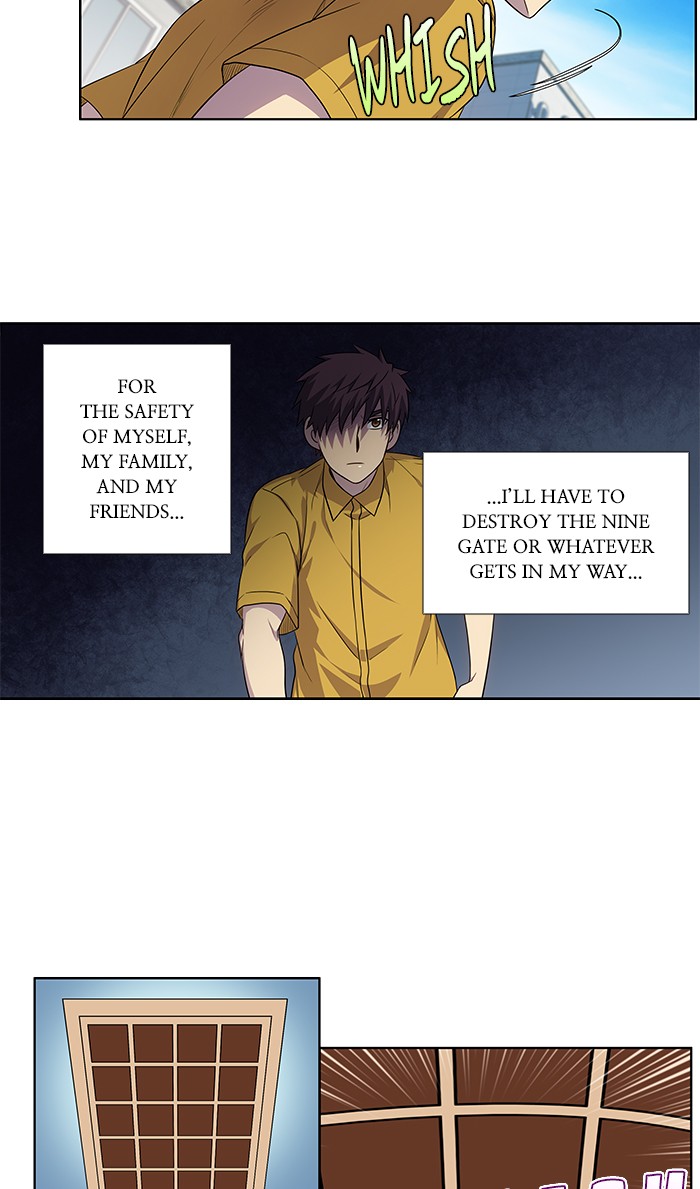 WHISH
FOR
THE SAFETY
OF MYSELF,
MY FAMILY,
AND MY
FRIENDS...
...I'LL HAVE TO
DESTROY THE NINE
GATE OR WHATEVER
GETS IN MY WAY...